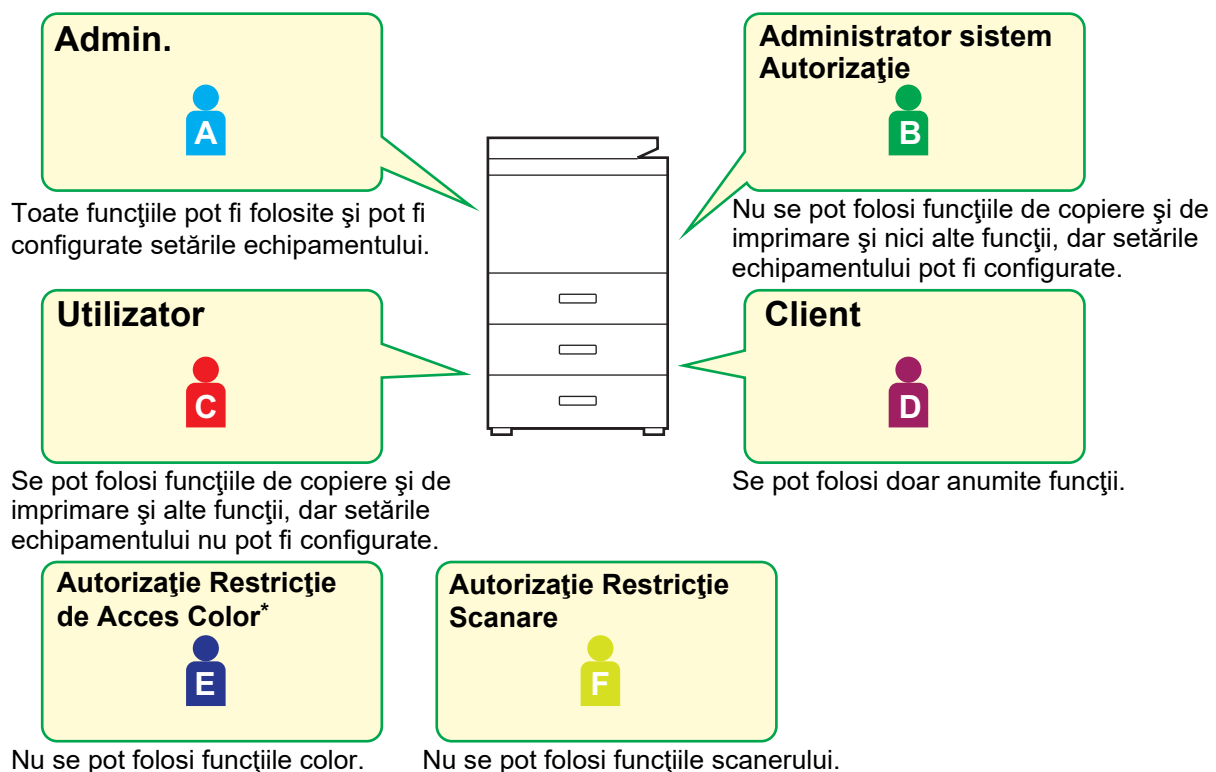 Admin.
A
Toate funcţiile pot fi folosite şi pot fi
configurate setările echipamentului.
Administrator sistem
Autorizaţie
B
Nu se pot folosi funcţiile de copiere şi de
imprimare şi nici alte funcţii, dar setările
echipamentului pot fi configurate.
Utilizator
C
Se pot folosi funcţiile de copiere şi de
imprimare şi alte funcţii, dar setările
echipamentului nu pot fi configurate.
Client
D
Se pot folosi doar anumite funcţii.
Autorizaţie Restricţie
de Acces Color*
E
Nu se pot folosi funcţiile color.
Autorizaţie Restricţie
Scanare
F
Nu se pot folosi funcţiile scanerului.